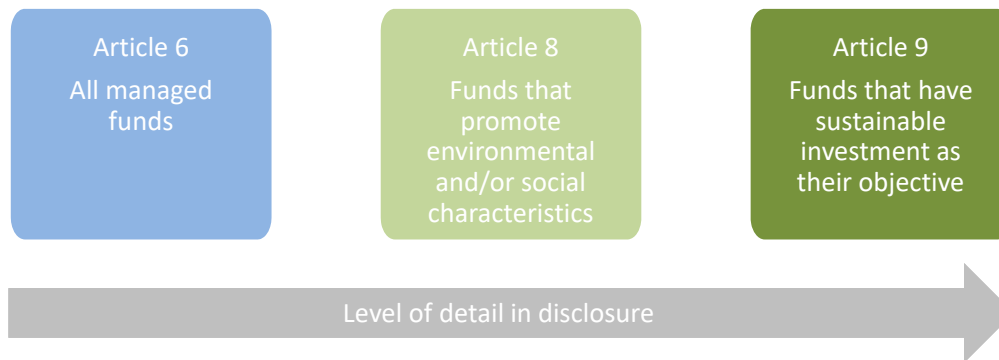 Article 6
All managed
funds
Article 8
Funds that
promote
environmental
and/or social
characteristics
Article 9
Funds that have
sustainable
investment as
their objective
Level of detail in disclosure